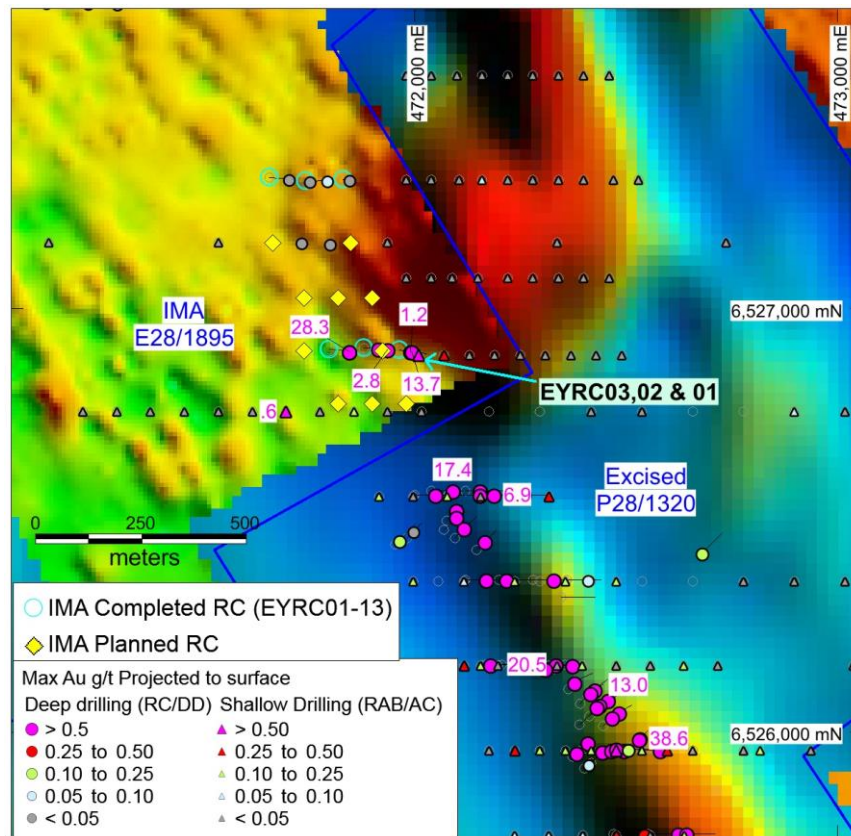 472,000 mE
473,000 mE
IMA
E28/1895
6,527,000 mN
28.3
1.2
2.8
13.7
EYRC03,02 & 01
.6
17.4
6.9
Excised
P28/1320
0 250 500
meters
IMA Completed RC (EYRC01-13)
IMA Planned RC
Max Au g/t Projected to surface
Deep drilling (RC/DD) Shallow Drilling (RAB/AC)
> 0.5 > 0.50
0.25 to 0.50 0.25 to 0.50
0.10 to 0.25 0.10 to 0.25
0.05 to 0.10 0.05 to 0.10
< 0.05 < 0.05
20.5
13.0
38.6
6,526,000 mN